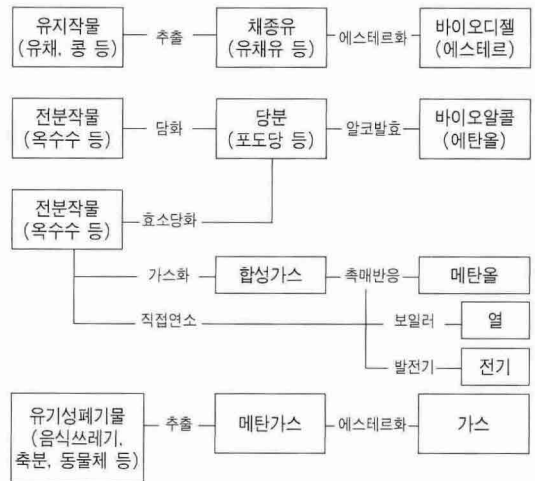 유지작물
(유채, 콩 등)
추출
채종유
(유채유 등)
에스테르화
바이오디젤
(에스테르)
전분작물
(옥수수 등)
담화
당분
(포도당 등)
알코발효
바이오알콜
(에탄올)
전분작물
(옥수수 등)
효소당화
가스화
합성가스
촉매반응
메탄올
직접연소
보일러
열
발전기
전기
유기성폐기물
(음식쓰레기,
축분, 동물체 등)
추출
메탄가스
에스테르화
가스